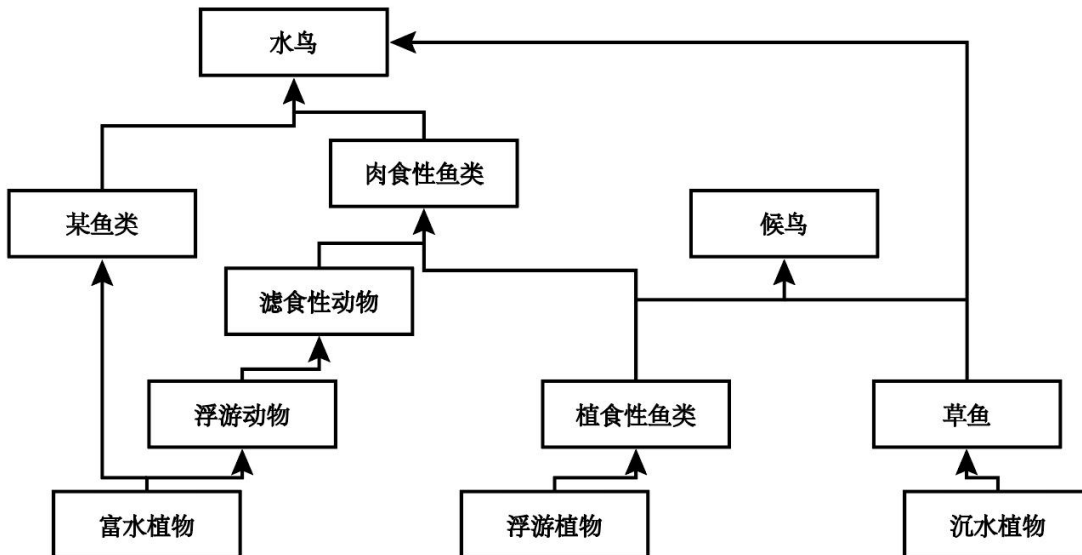 水鸟
肉食性鱼类
某鱼类
候鸟
滤食性动物
浮游动物
植食性鱼类
草鱼
富水植物
浮游植物
沉水植物